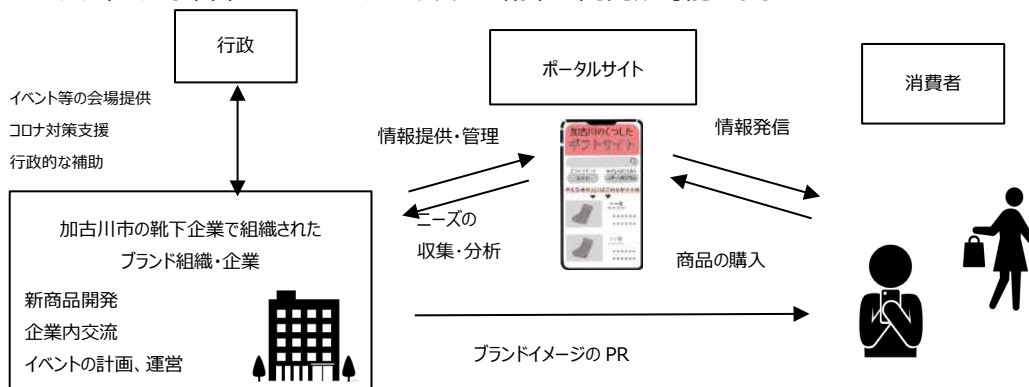 行政
ポータルサイト
消費者
イベント等の会場提供
コロナ対策支援
行政的な補助
情報提供・管理
情報発信
加古川のくつした
ギフトサイト
ニーズの
収集・分析
商品の購入
加古川市の靴下企業で組織された
ブランド組織・企業
新商品開発
企業内交流
イベントの計画、運営
ブランドイメージの PR